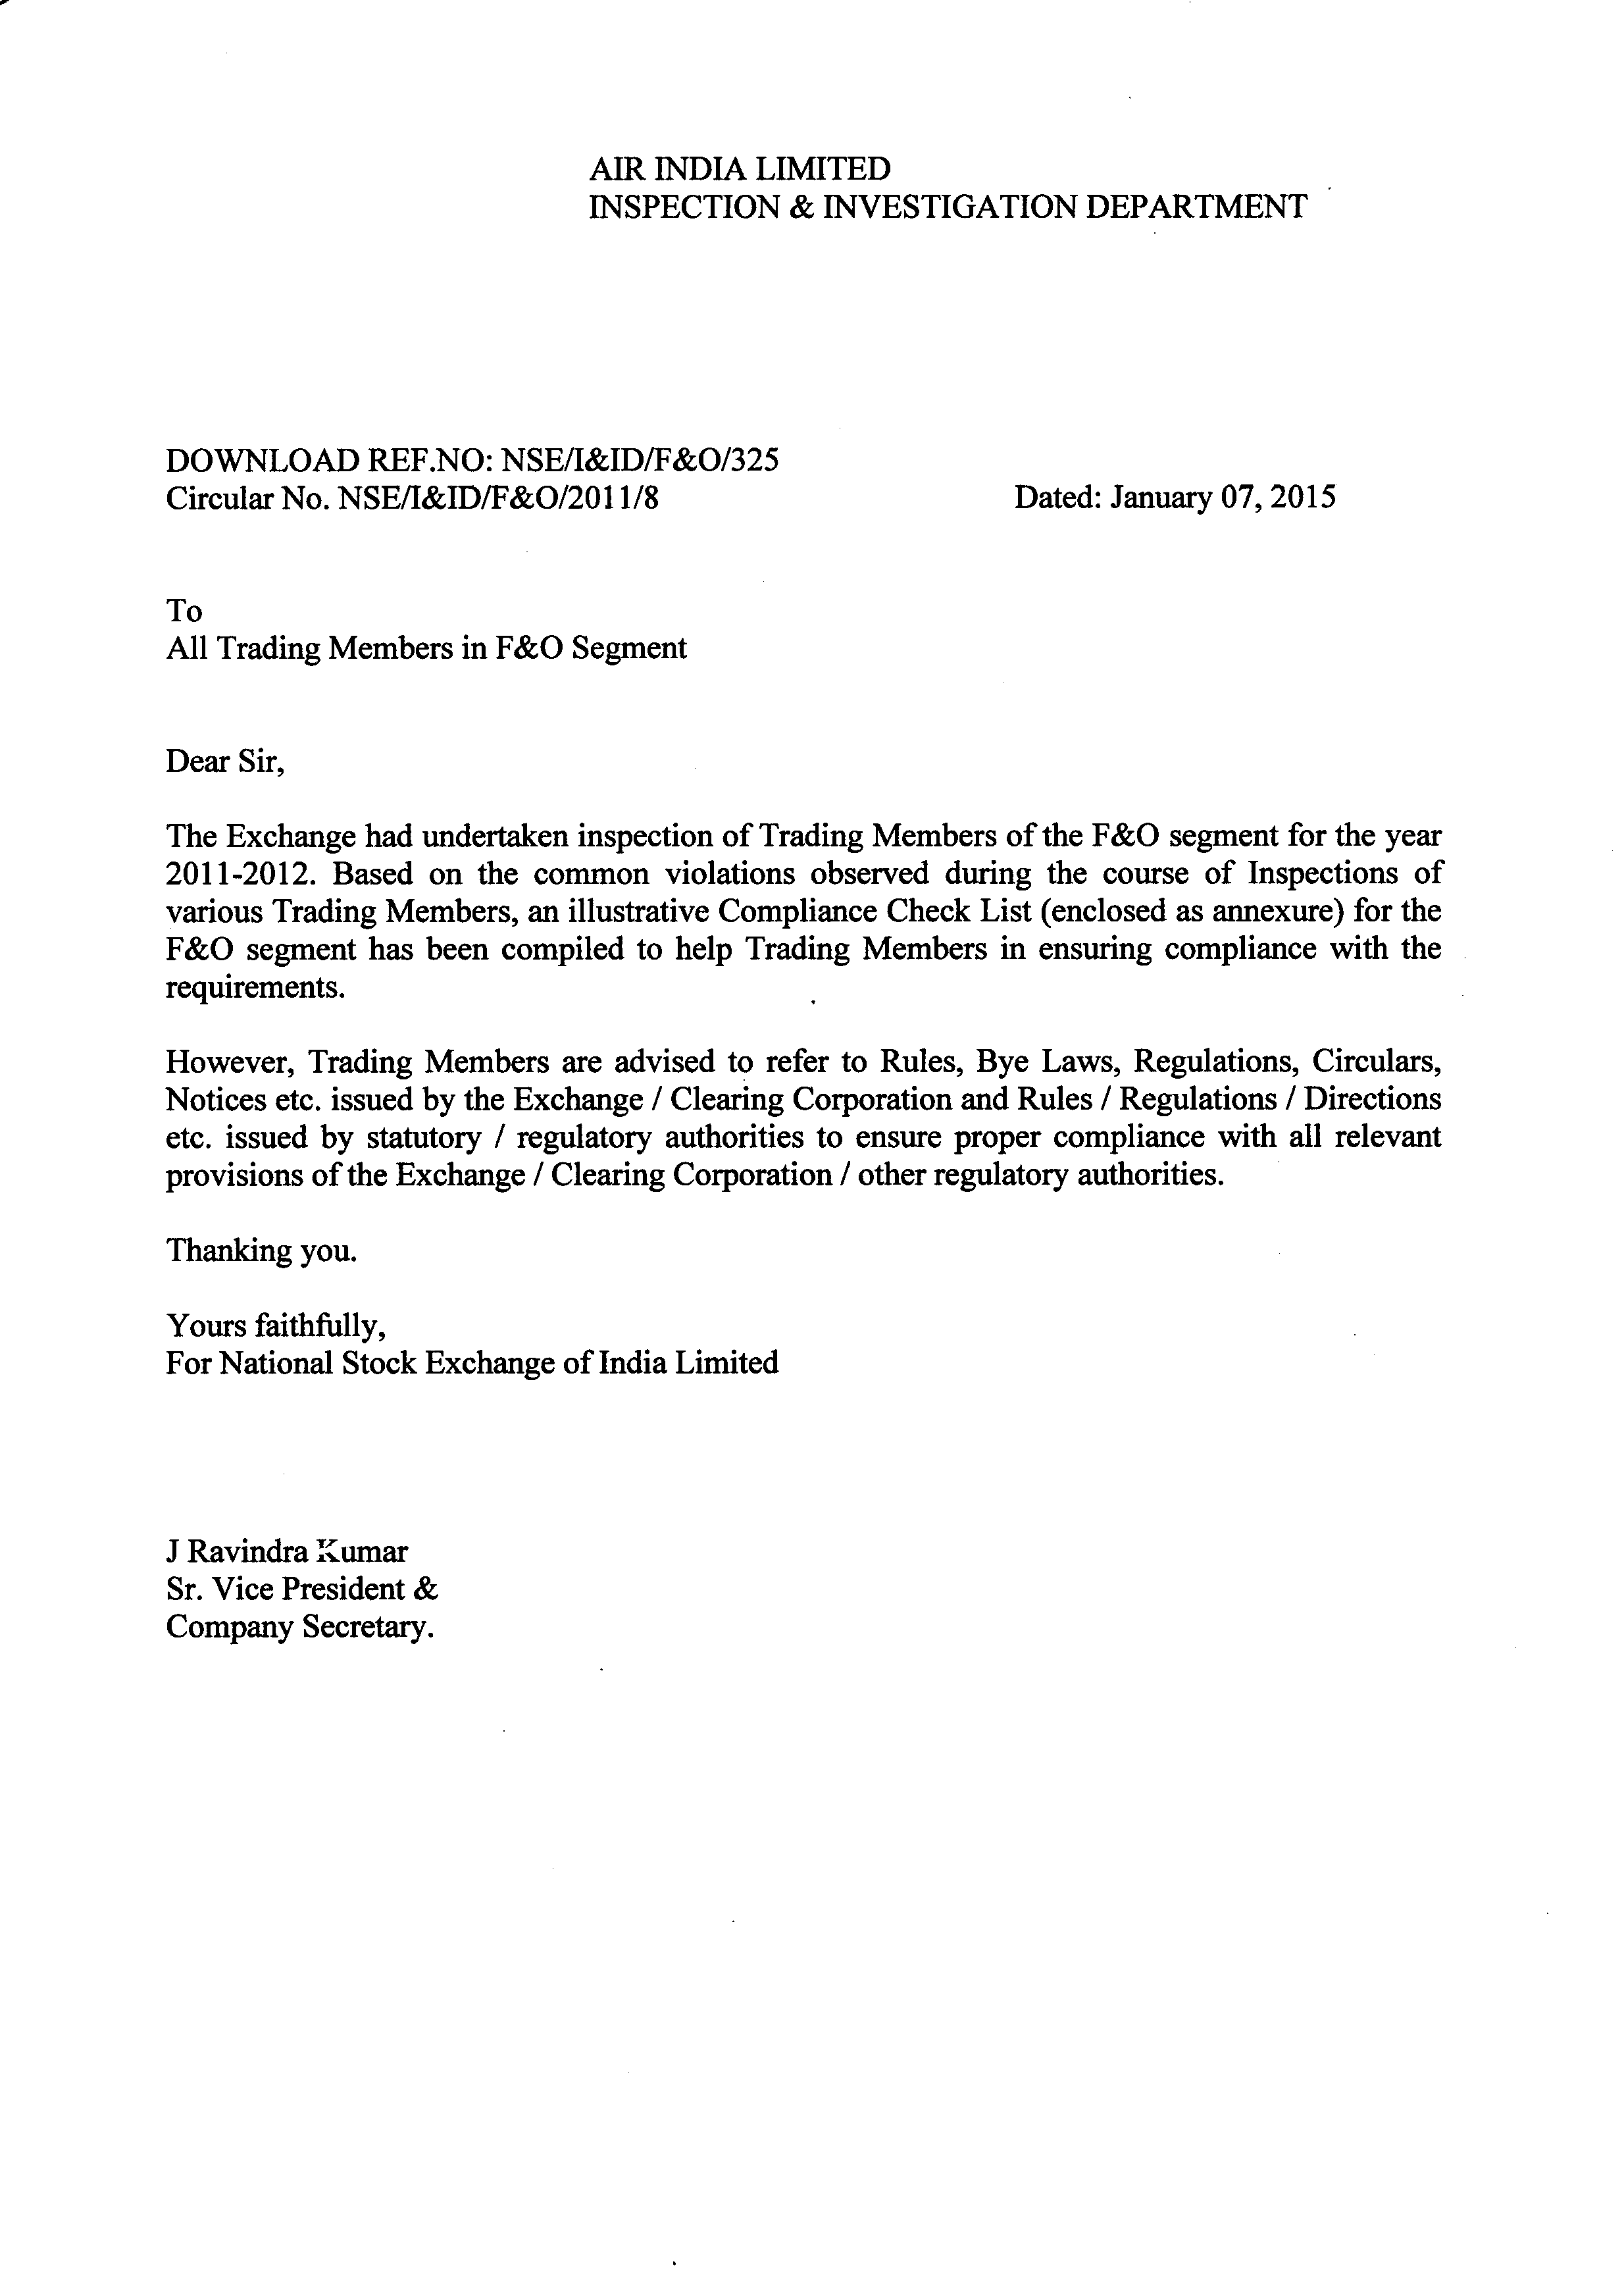 AIR INDIA LIMITED
INSPECTION & INVESTIGATION DEPARTMENT
DOWNLOAD REF.NO: NSE/I&ID/F&O/325
Circular No. NSE/I&ID/F&O/2011/8 Dated: January 07, 2015
To
All Trading Members in F&O Segment
Dear Sir,
The Exchange had undertaken inspection of Trading Members of the F&O segment for the year
2011-2012. Based on the common violations observed during the course of Inspections of
various Trading Members, an illustrative Compliance Check List (enclosed as annexure) for the
F&O segment has been compiled to help Trading Members in ensuring compliance with the
requirements.
However, Trading Members are advised to refer to Rules, Bye Laws, Regulations, Circulars,
Notices etc. issued by the Exchange / Clearing Corporation and Rules / Regulations / Directions
etc. issued by statutory / regulatory authorities to ensure proper compliance with all relevant
provisions of the Exchange / Clearing Corporation / other regulatory authorities.
Thanking you.
Yours faithfully,
For National Stock Exchange of India Limited
J Ravindra Kumar
Sr. Vice President &
Company Secretary.